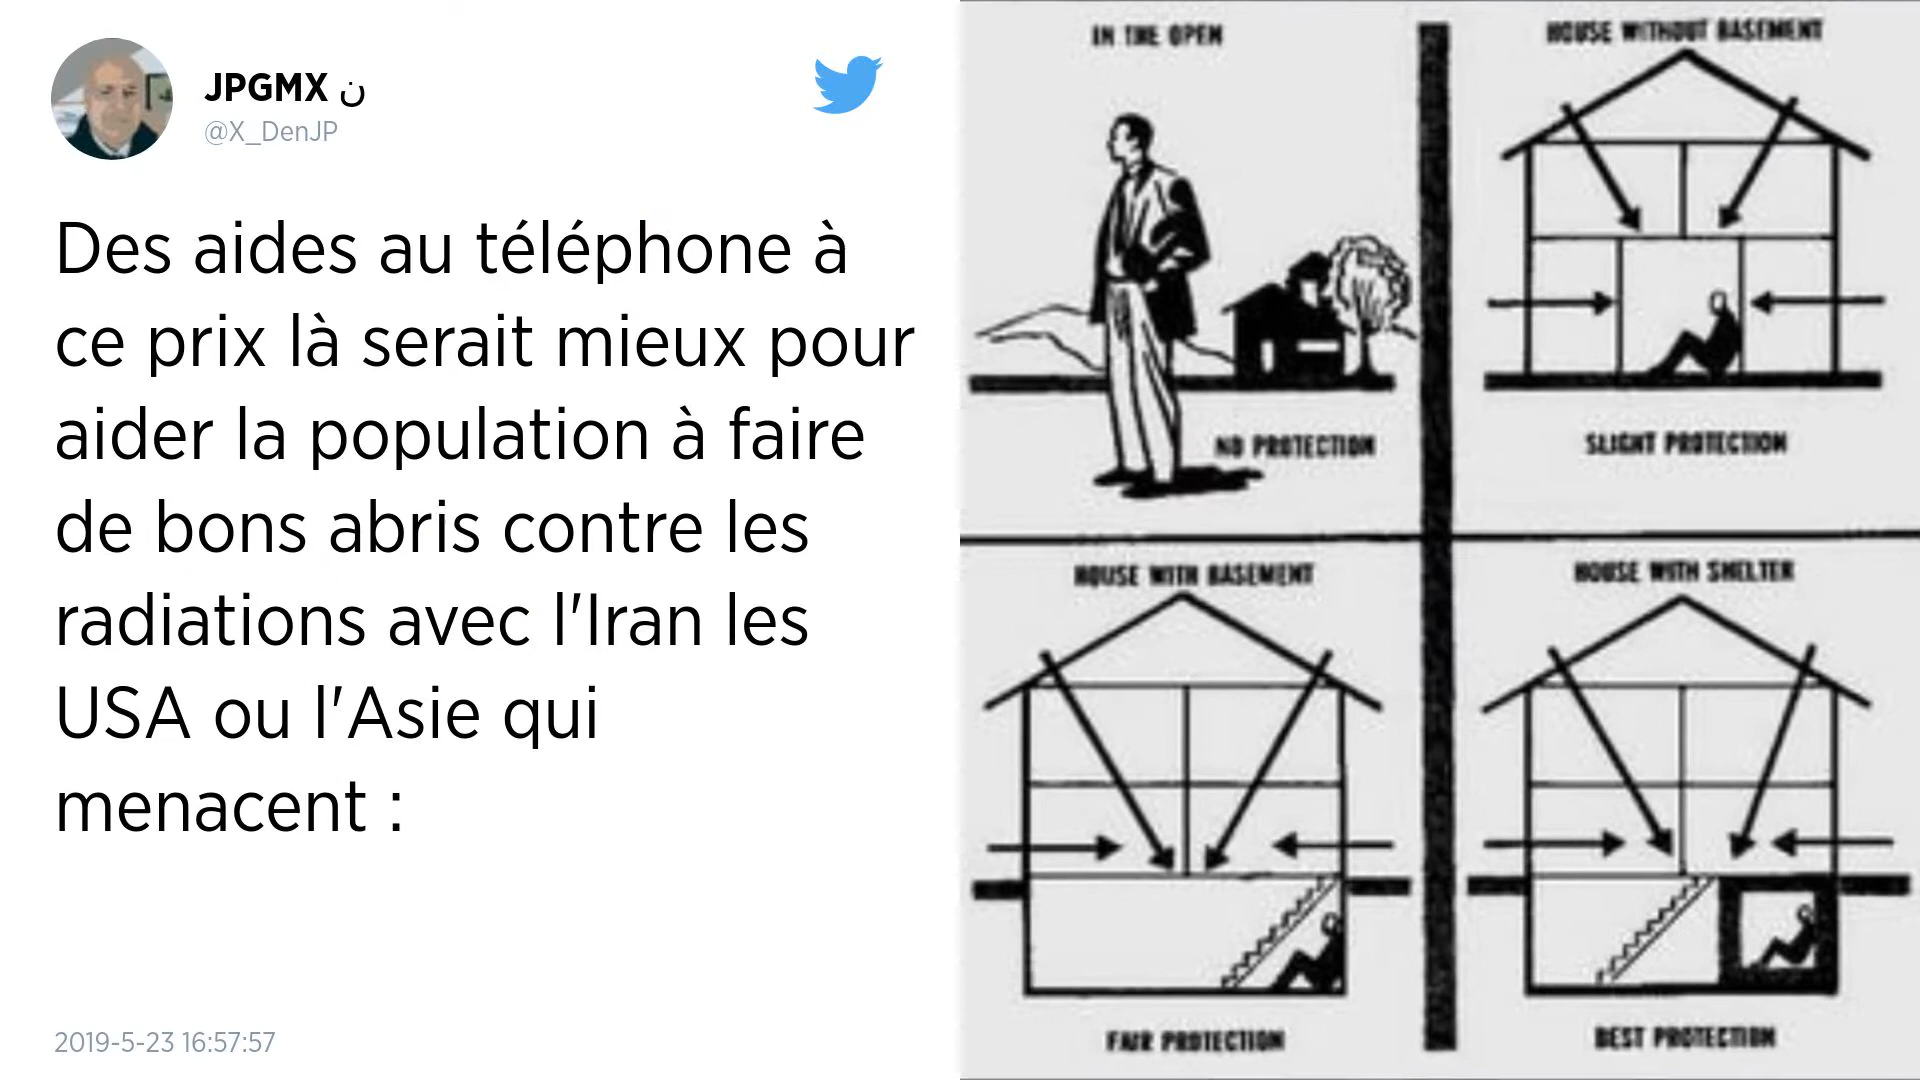 JPGMX ن
@X_DenJP
Des aides au téléphone à
ce prix là serait mieux pour
aider la population à faire
de bons abris contre les
radiations avec l'Iran les
USA ou l'Asie qui
menacent :
2019-5-23 16:57:57
IN THE OPEN
NO PROTECTION
HOUSE WITHOUT BASEMENT
SLIGHT PROTECTION
HOUSE WITH BASEMENT
FAIR PROTECTION
HOUSE WITH SHELTER
BEST PROTECTION